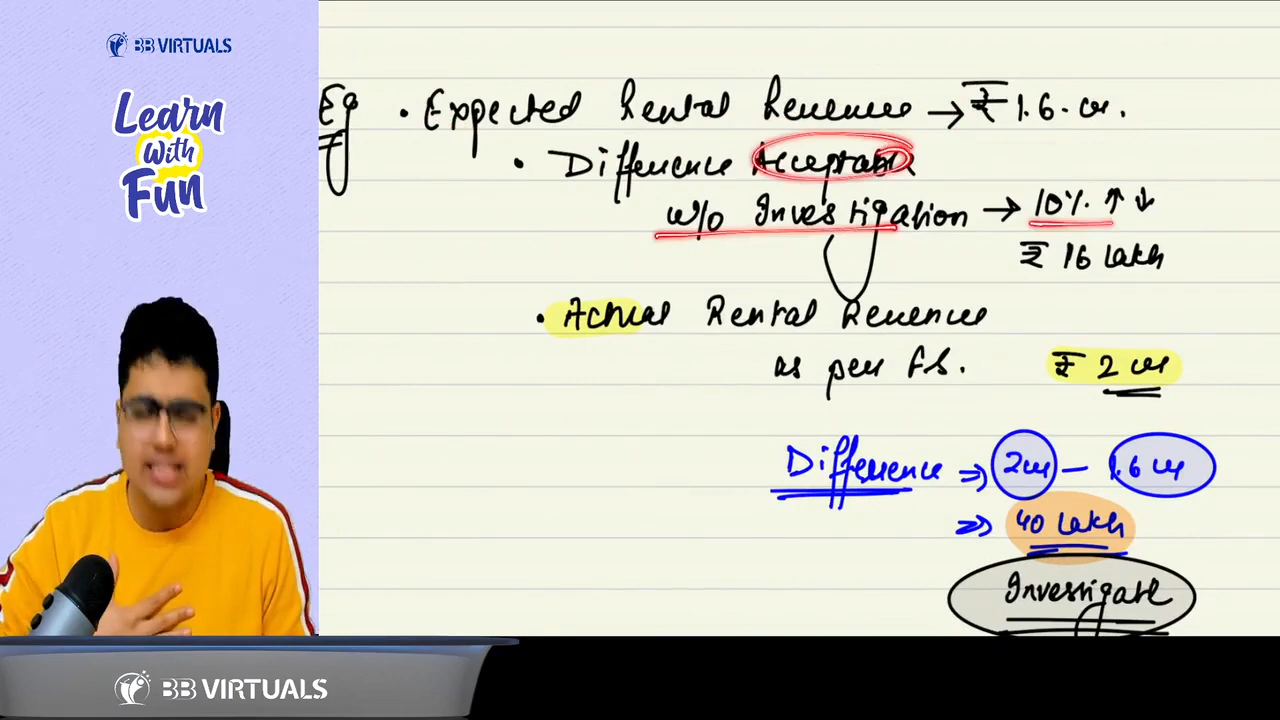 BB VIRTUALS
Learn
With
Fun
Eg
• Expected Rental Revenue → ₹ 1.6 cr.
• Difference Acceptable
w/o Investigation → 10% ↑ ↓
₹ 16 lakh
• Actual Rental Revenue
as per FS. ₹ 2 cr
Difference ⇒ 2cr – 1.6 cr
⇒ 40 lakh
Investigate
BB VIRTUALS